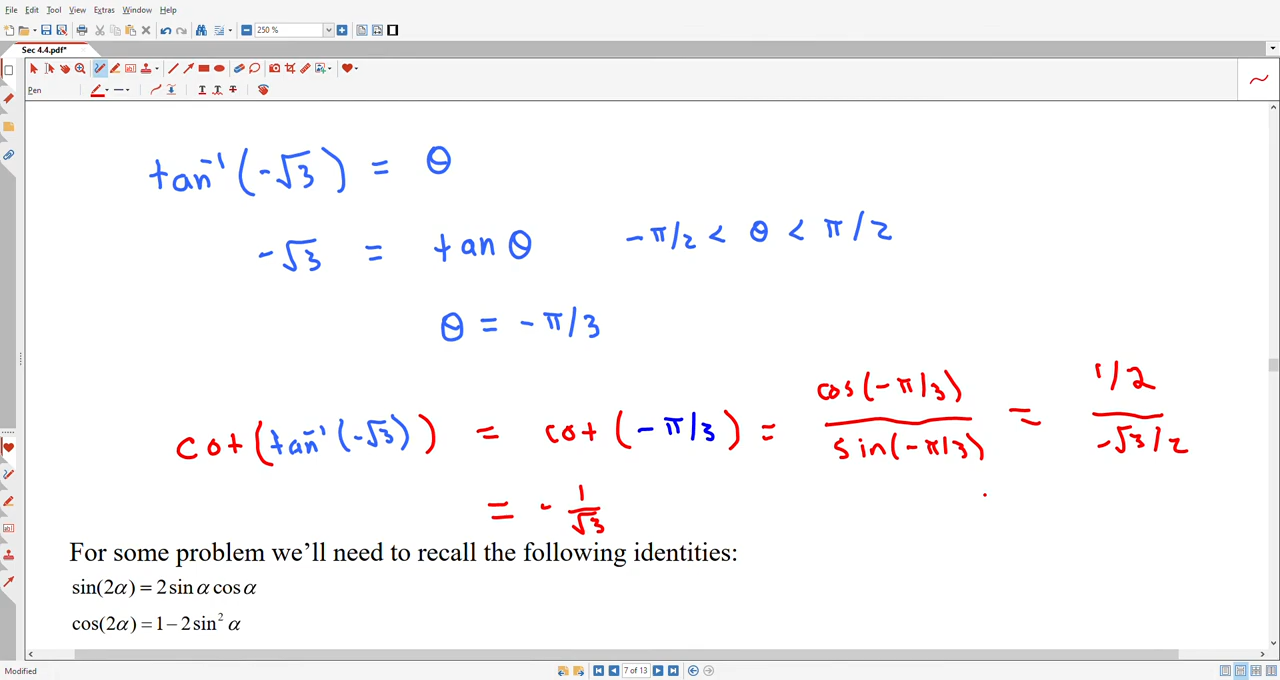 File Edit Tool View Extras Window Help
250 %
Sec 4.4.pdf*
Pen
tan⁻¹(-√3) = θ
-√3 = tan θ -π/2 < θ < π/2
θ = -π/3
cot(tan⁻¹(-√3)) = cot(-π/3) = cos(-π/3)/sin(-π/3) = 1/2/-√3/2
= -1/√3
For some problem we’ll need to recall the following identities:
sin(2α) = 2 sin α cos α
cos(2α) = 1 − 2 sin² α
7 of 13
Modified